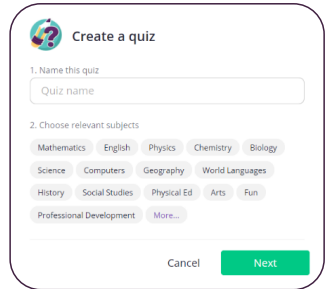 Create a quiz
1. Name this quiz
Quiz name
2. Choose relevant subjects
Mathematics English Physics Chemistry Biology
Science Computers Geography World Languages
History Social Studies Physical Ed Arts Fun
Professional Development More...
Cancel Next